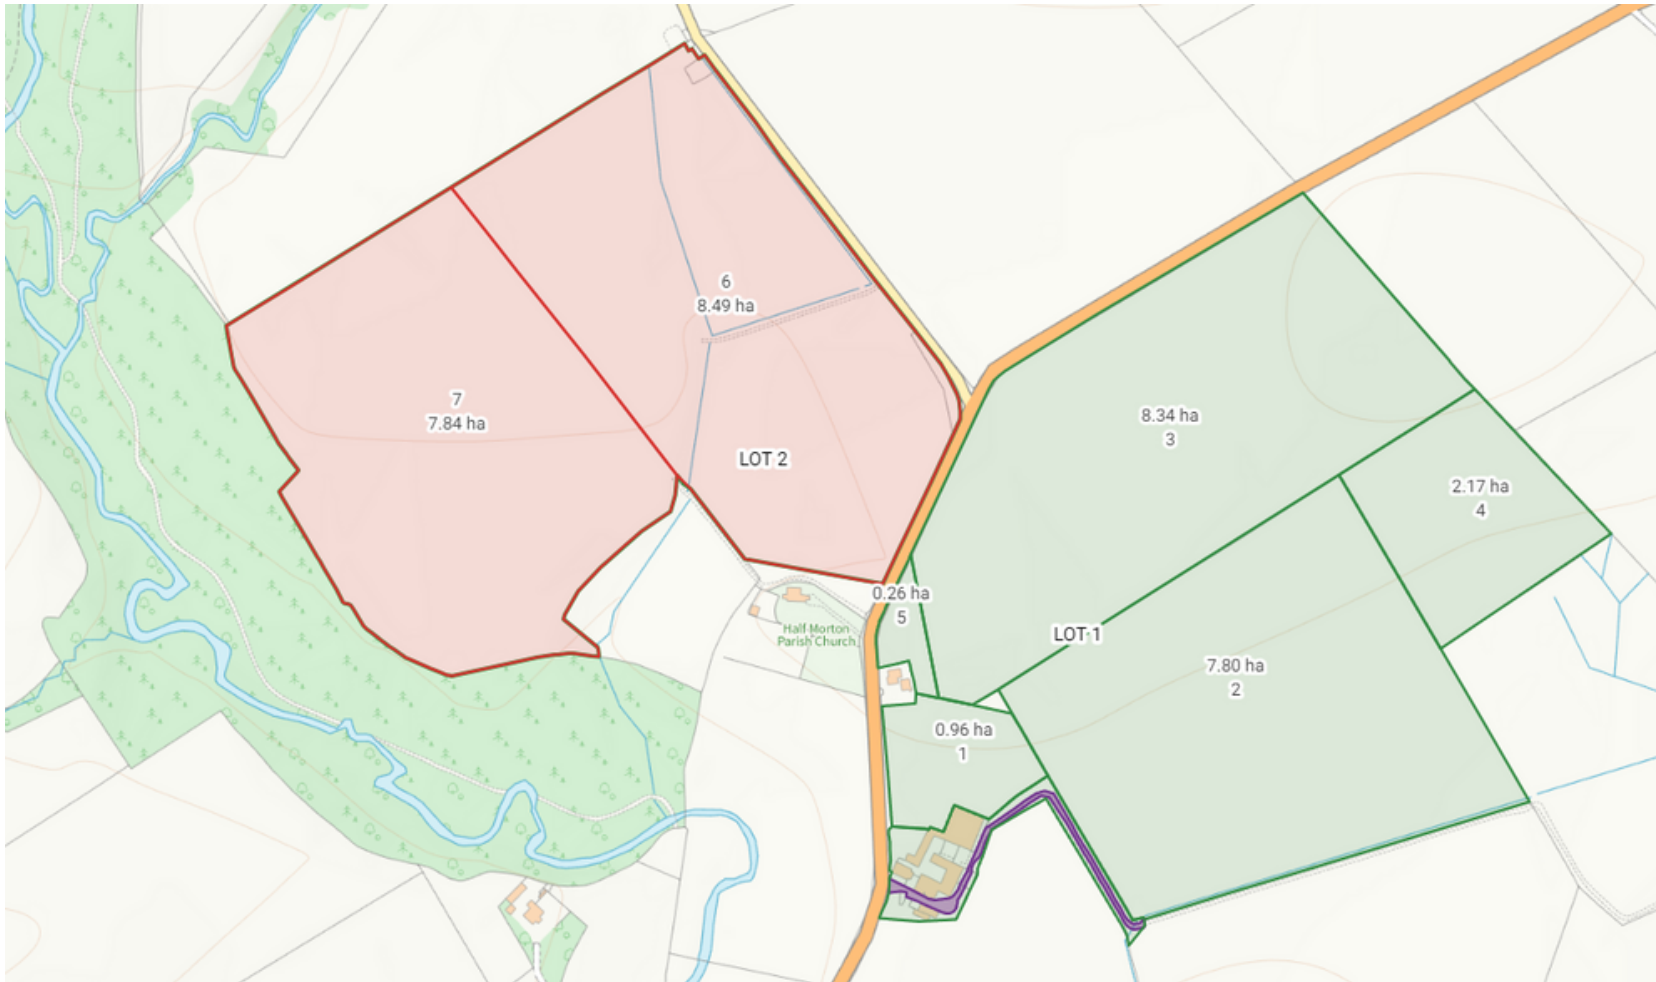 6
8.49 ha
7
7.84 ha
LOT 2
8.34 ha
3
2.17 ha
4
0.26 ha
5
Half Morton
Parish Church
LOT 1
7.80 ha
2
0.96 ha
1